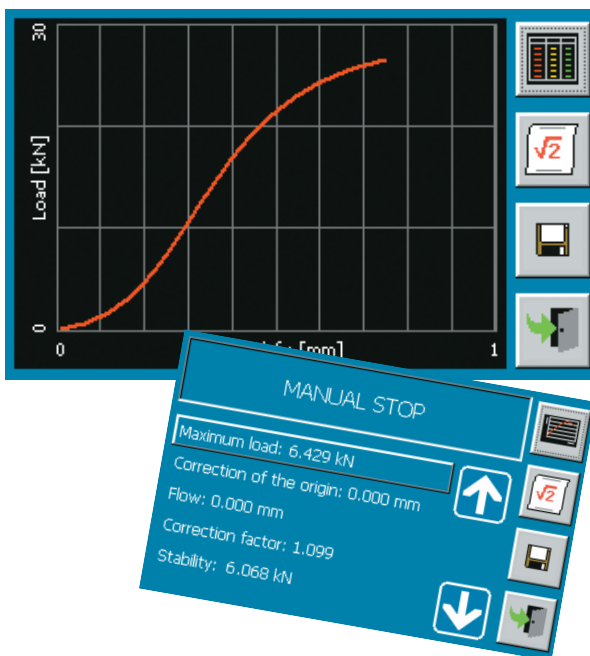 30
Load [kN]
0
0 [mm] 1
√2
MANUAL STOP
Maximum load: 6.429 kN
Correction of the origin: 0.000 mm
Flow: 0.000 mm
Correction factor: 1.099
Stability: 6.068 kN
√2